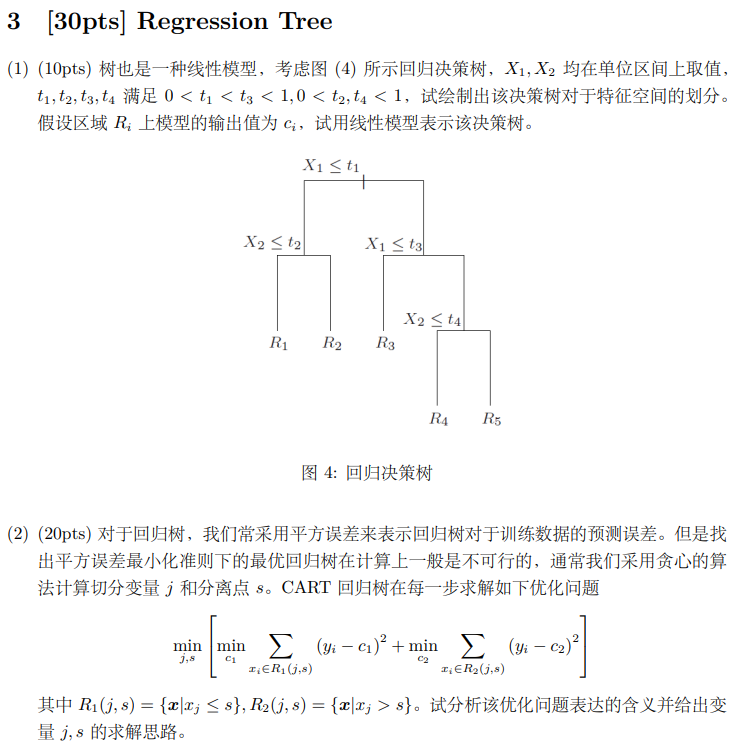 3 [30pts] Regression Tree
(1) (10pts) 树也是一种线性模型，考虑图 (4) 所示回归决策树，X₁, X₂ 均在单位区间上取值，
t₁, t₂, t₃, t₄ 满足 0 < t₁ < t₃ < 1, 0 < t₂, t₄ < 1，试绘制出该决策树对于特征空间的划分。
假设区域 Rᵢ 上模型的输出值为 cᵢ，试用线性模型表示该决策树。
X₁ ≤ t₁
X₂ ≤ t₂ X₁ ≤ t₃
X₂ ≤ t₄
R₁ R₂ R₃
R₄ R₅
图 4: 回归决策树
(2) (20pts) 对于回归树，我们常采用平方误差来表示回归树对于训练数据的预测误差。但是找
出平方误差最小化准则下的最优回归树在计算上一般是不可行的，通常我们采用贪心的算
法计算切分变量 j 和分离点 s。CART 回归树在每一步求解如下优化问题
min_{j,s} [ min_{c₁} ∑_{xᵢ∈R₁(j,s)} (yᵢ − c₁)² + min_{c₂} ∑_{xᵢ∈R₂(j,s)} (yᵢ − c₂)² ]
其中 R₁(j, s) = {x|xⱼ ≤ s}, R₂(j, s) = {x|xⱼ > s}。试分析该优化问题表达的含义并给出变
量 j, s 的求解思路。